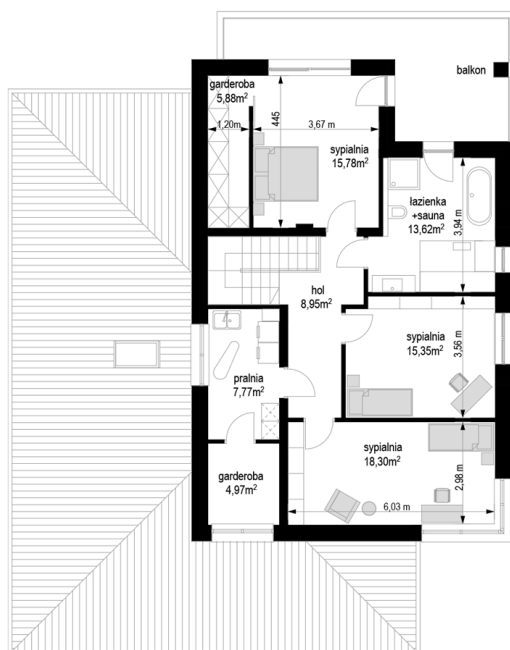 balkon
garderoba
5,88m²
1,20m
445
3,67 m
sypialnia
15,78m²
łazienka
+sauna
13,62m²
3,94 m
hol
8,95m²
sypialnia
15,35m²
3,56 m
pralnia
7,77m²
sypialnia
18,30m²
2,98 m
garderoba
4,97m²
6,03 m